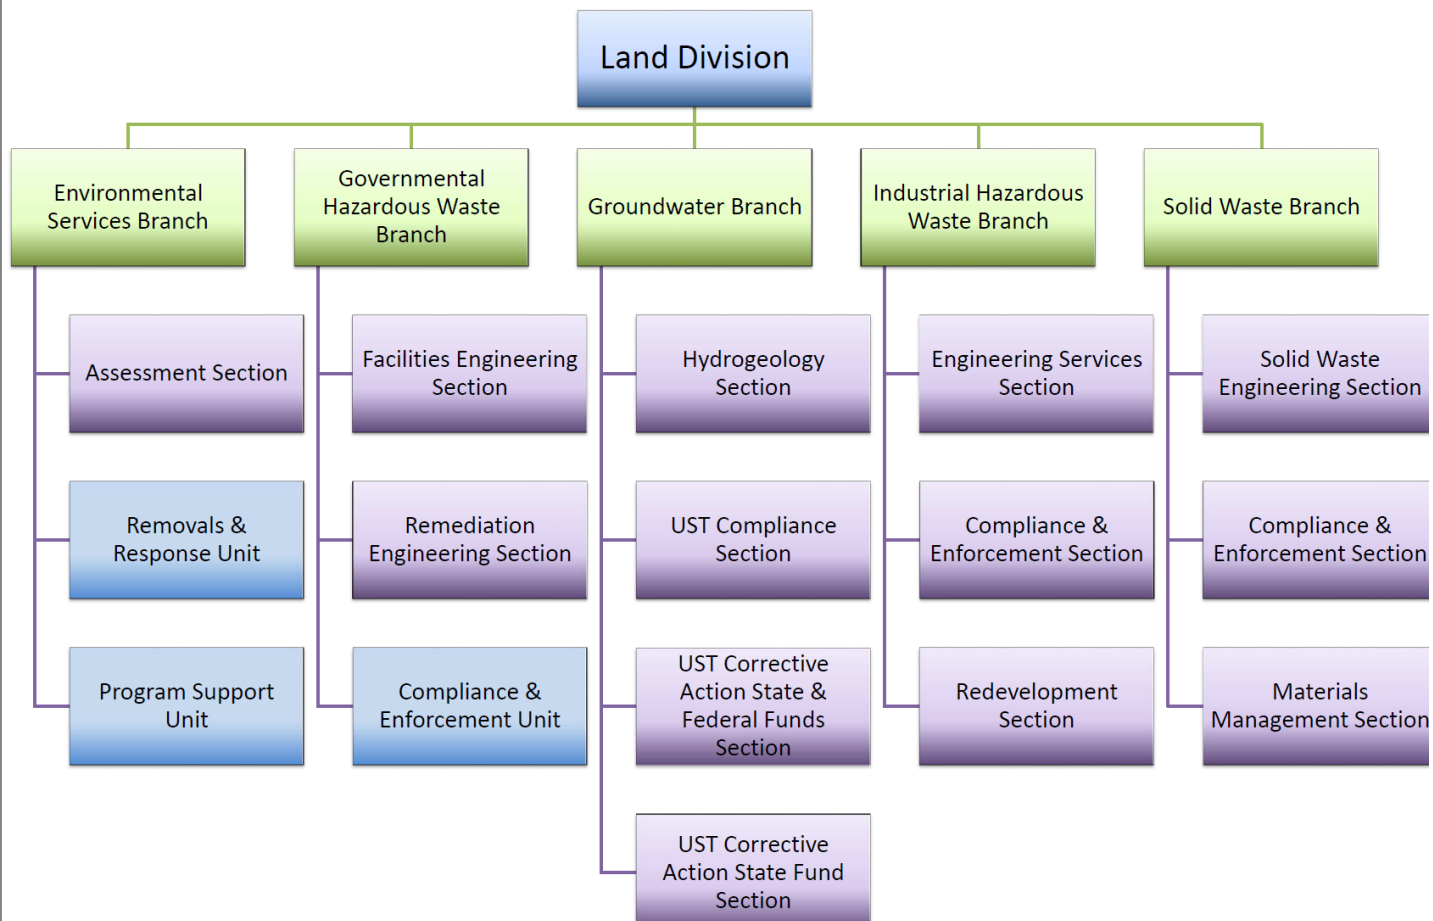 Land Division
Environmental
Services Branch
Governmental
Hazardous Waste
Branch
Groundwater Branch
Industrial Hazardous
Waste Branch
Solid Waste Branch
Assessment Section
Removals &
Response Unit
Program Support
Unit
Facilities Engineering
Section
Remediation
Engineering Section
Compliance &
Enforcement Unit
Hydrogeology
Section
UST Compliance
Section
UST Corrective
Action State &
Federal Funds
Section
UST Corrective
Action State Fund
Section
Engineering Services
Section
Compliance &
Enforcement Section
Redevelopment
Section
Solid Waste
Engineering Section
Compliance &
Enforcement Section
Materials
Management Section